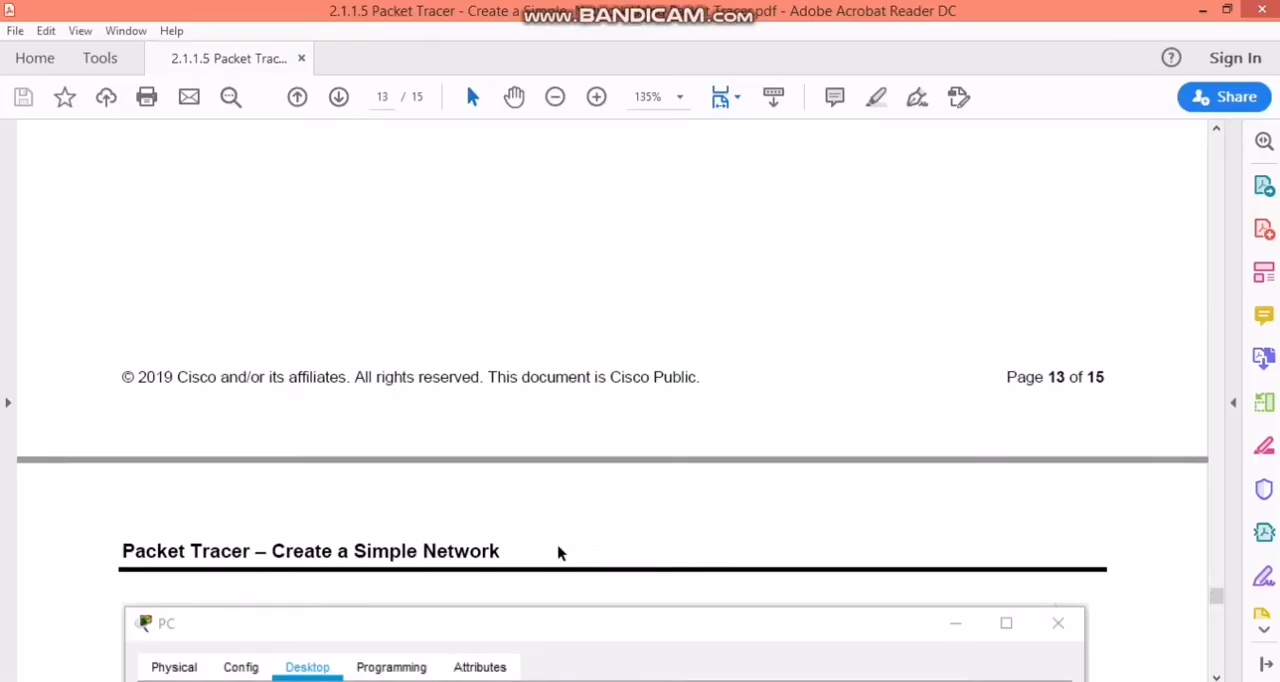 2.1.1.5 Packet Tracer - Create a Simple
.pdf - Adobe Acrobat Reader DC
www.BANDICAM.com
File Edit View Window Help
Home Tools 2.1.1.5 Packet Trac... × Sign In
13 / 15 135% Share
© 2019 Cisco and/or its affiliates. All rights reserved. This document is Cisco Public. Page 13 of 15
Packet Tracer – Create a Simple Network
PC
Physical Config Desktop Programming Attributes